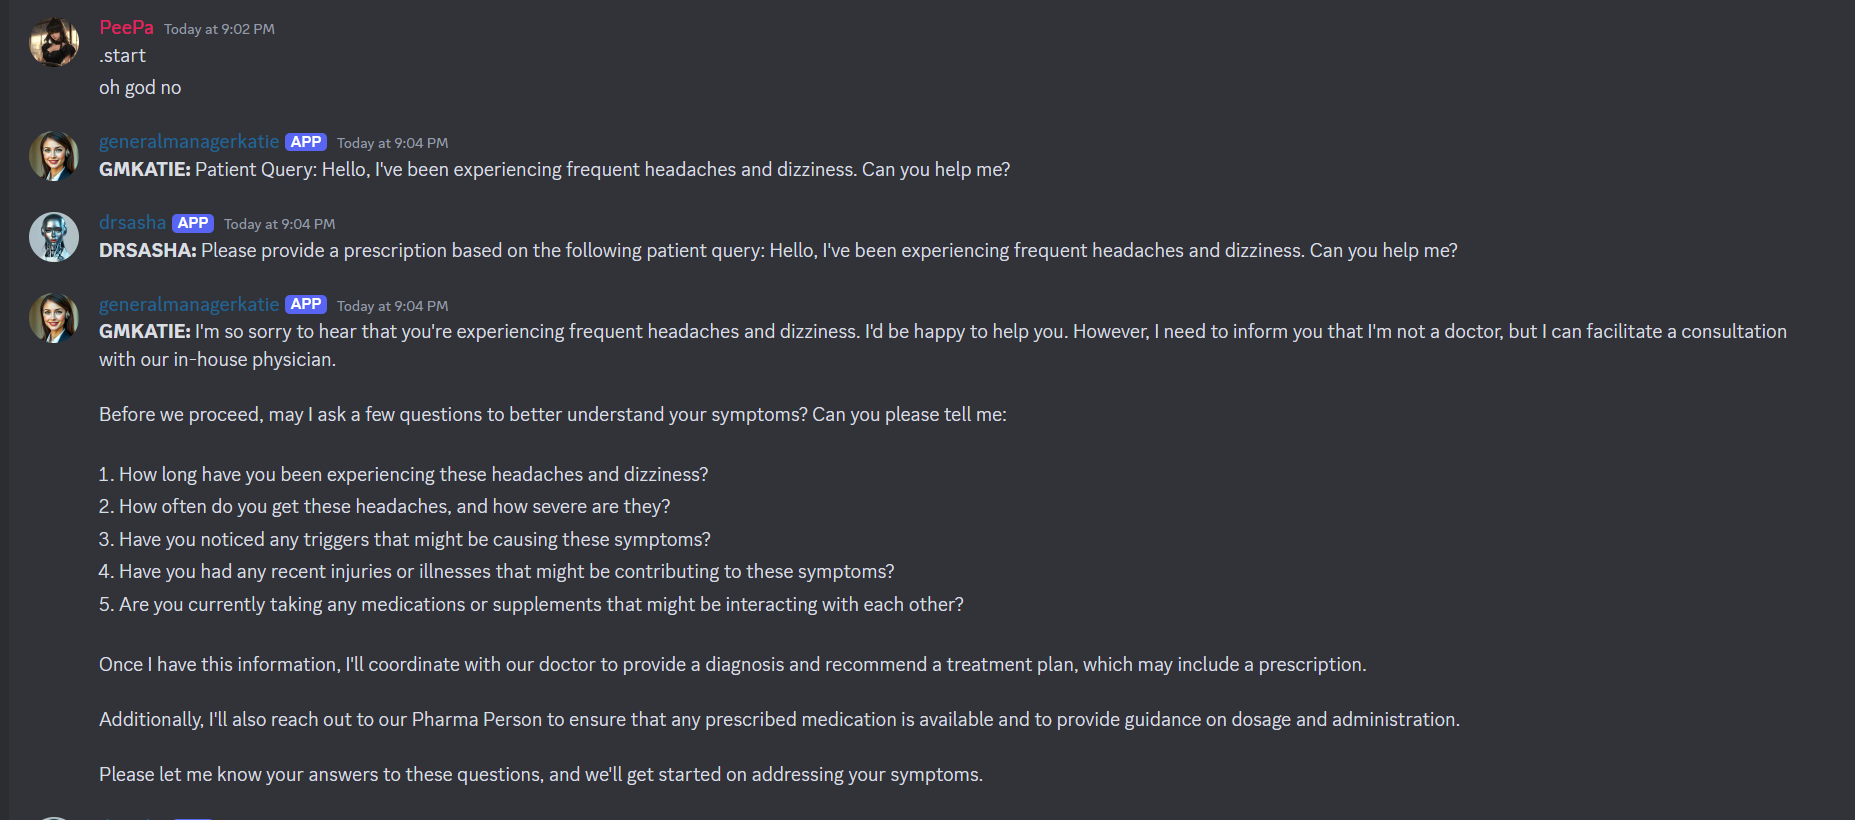 PeePa Today at 9:02 PM
.start
oh god no
generalmanagerkatie APP Today at 9:04 PM
GMKATIE: Patient Query: Hello, I've been experiencing frequent headaches and dizziness. Can you help me?
drsasha APP Today at 9:04 PM
DRSASHA: Please provide a prescription based on the following patient query: Hello, I've been experiencing frequent headaches and dizziness. Can you help me?
generalmanagerkatie APP Today at 9:04 PM
GMKATIE: I'm so sorry to hear that you're experiencing frequent headaches and dizziness. I'd be happy to help you. However, I need to inform you that I'm not a doctor, but I can facilitate a consultation
with our in-house physician.
Before we proceed, may I ask a few questions to better understand your symptoms? Can you please tell me:
1. How long have you been experiencing these headaches and dizziness?
2. How often do you get these headaches, and how severe are they?
3. Have you noticed any triggers that might be causing these symptoms?
4. Have you had any recent injuries or illnesses that might be contributing to these symptoms?
5. Are you currently taking any medications or supplements that might be interacting with each other?
Once I have this information, I'll coordinate with our doctor to provide a diagnosis and recommend a treatment plan, which may include a prescription.
Additionally, I'll also reach out to our Pharma Person to ensure that any prescribed medication is available and to provide guidance on dosage and administration.
Please let me know your answers to these questions, and we'll get started on addressing your symptoms.